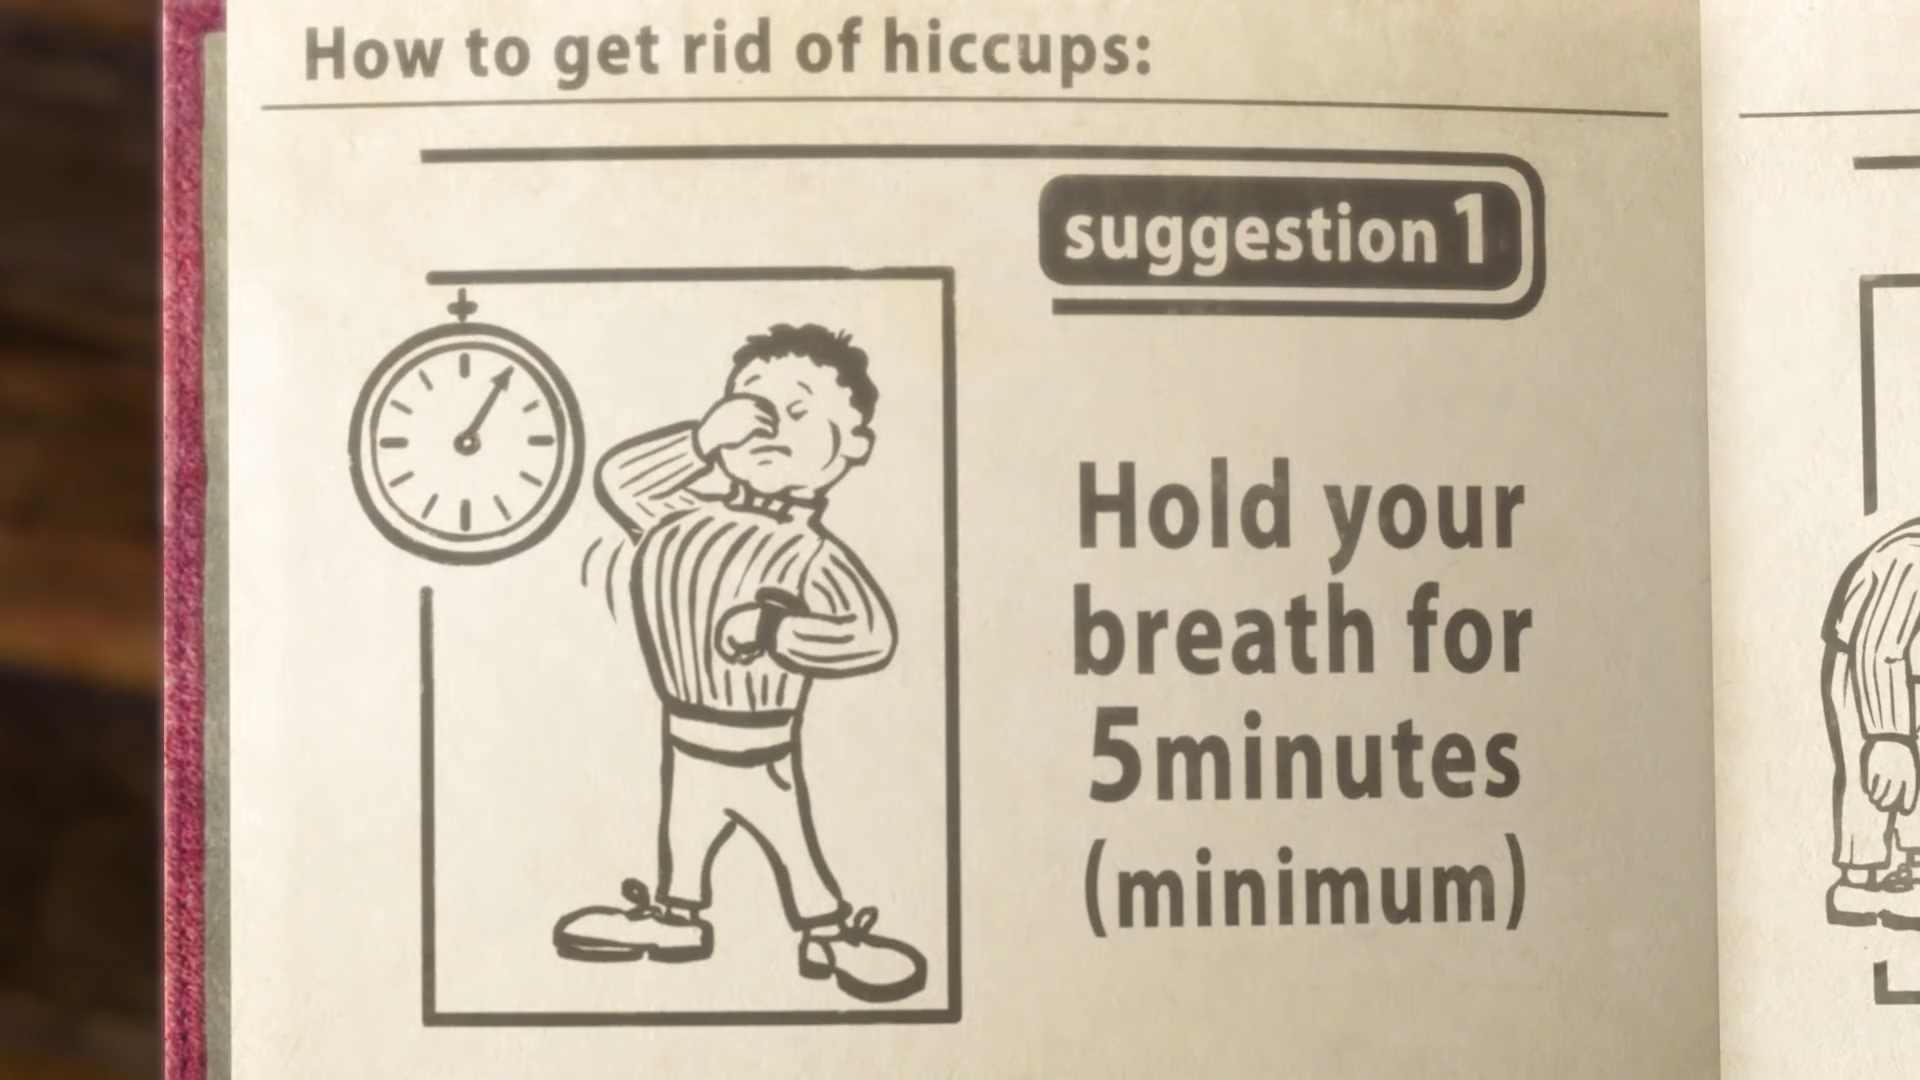 How to get rid of hiccups:
suggestion 1
Hold your
breath for
5minutes
(minimum)